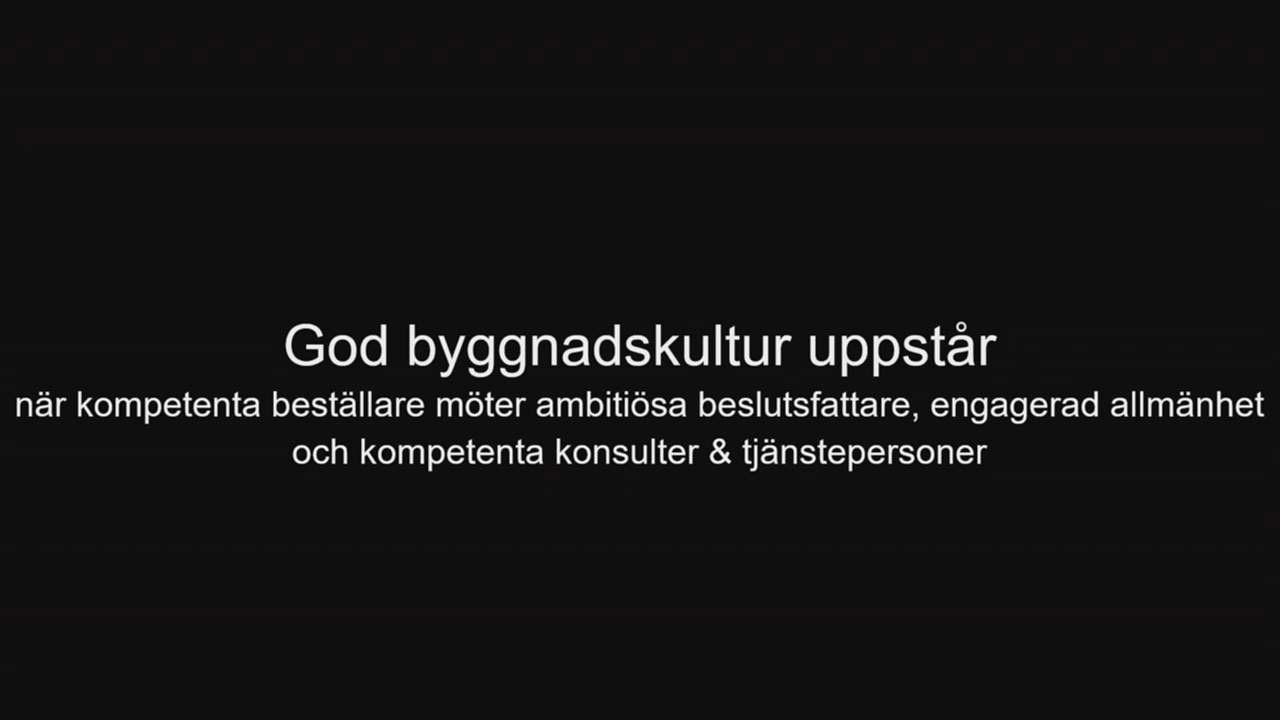 God byggnadskultur uppstår
när kompetenta beställare möter ambitiösa beslutsfattare, engagerad allmänhet
och kompetenta konsulter & tjänstepersoner